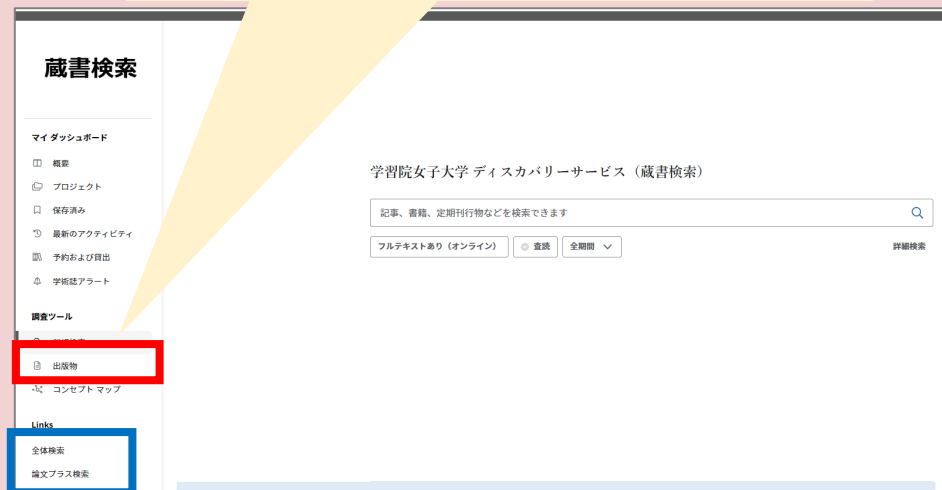 蔵書検索
マイ ダッシュボード
概要
プロジェクト
保存済み
最新のアクティビティ
予約および貸出
学術誌アラート
調査ツール
出版物
コンセプト マップ
Links
全体検索
論文プラス検索
学習院女子大学 ディスカバリーサービス（蔵書検索）
記事、書籍、定期刊行物などを検索できます
フルテキストあり（オンライン） 査読 全期間 詳細検索